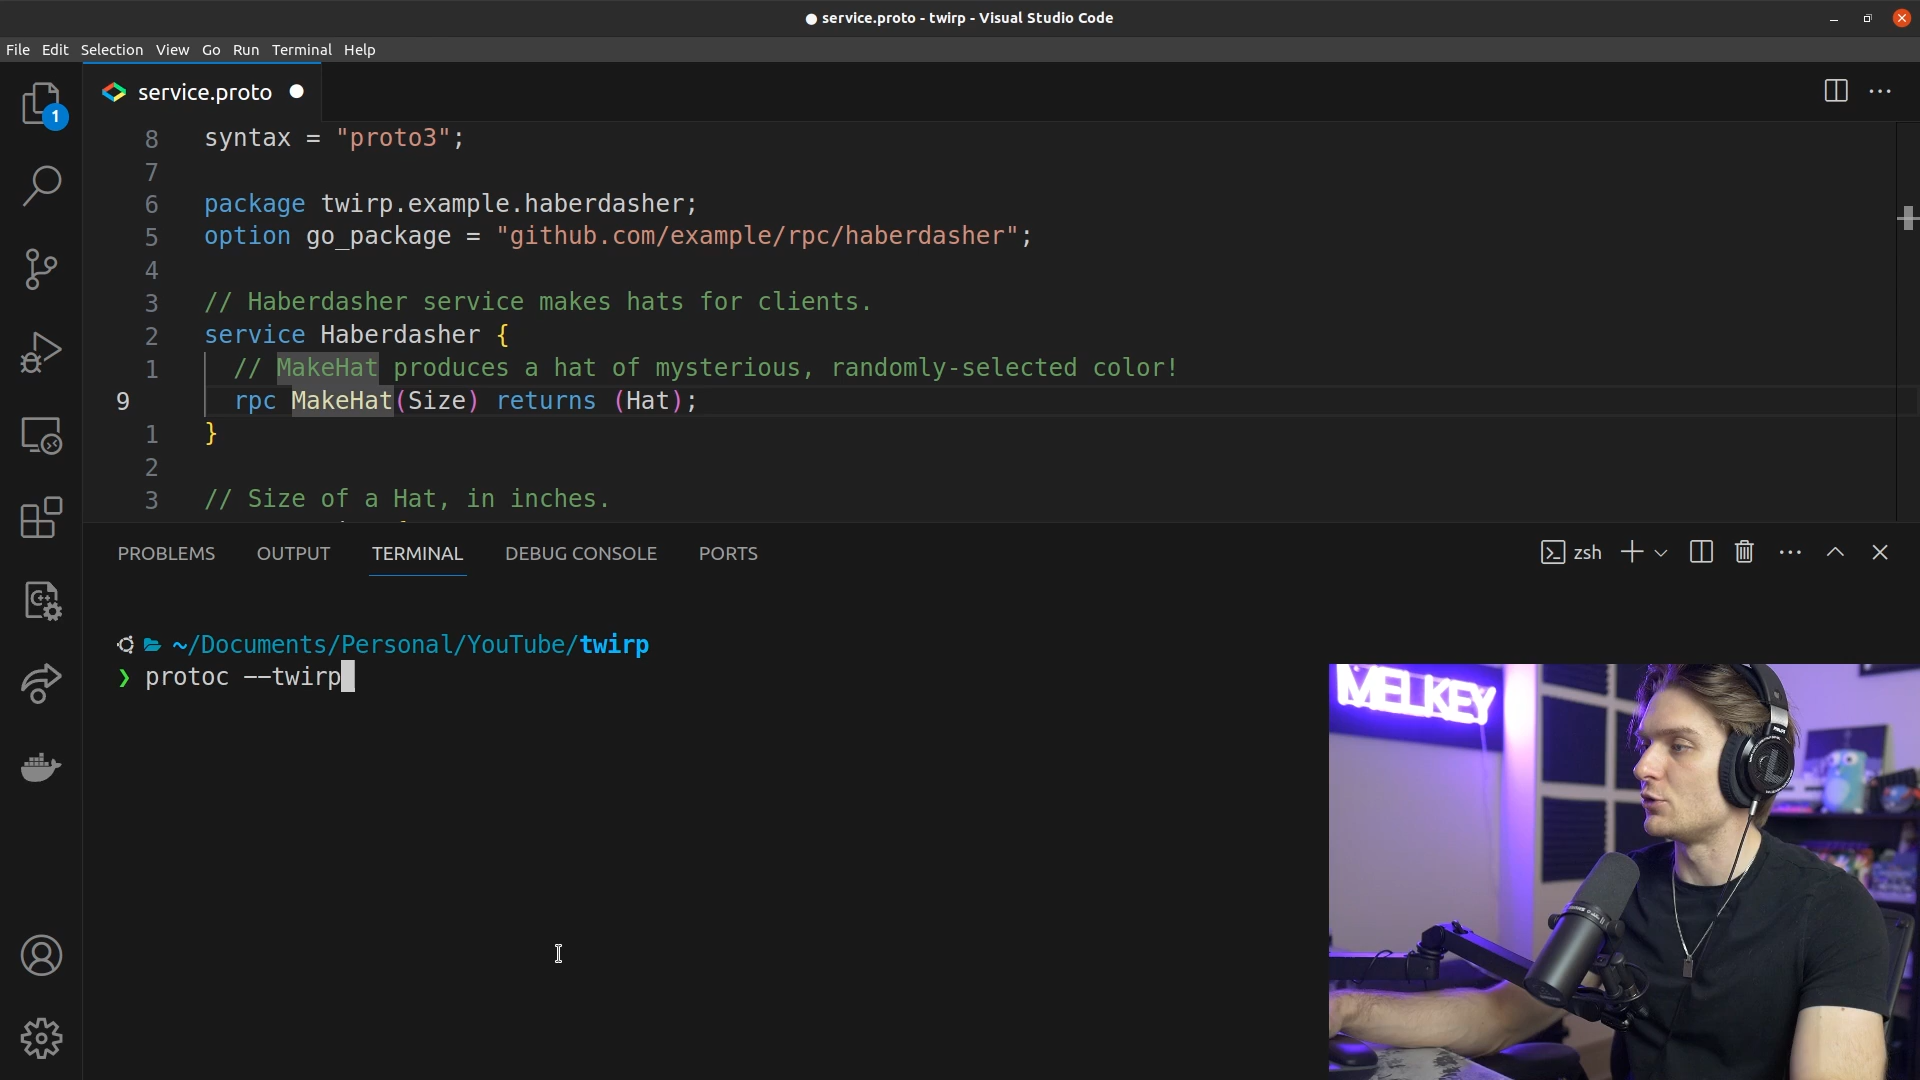 ● service.proto - twirp - Visual Studio Code
File Edit Selection View Go Run Terminal Help
1
service.proto ●
8 syntax = "proto3";
7
6 package twirp.example.haberdasher;
5 option go_package = "github.com/example/rpc/haberdasher";
4
3 // Haberdasher service makes hats for clients.
2 service Haberdasher {
1 // MakeHat produces a hat of mysterious, randomly-selected color!
9 rpc MakeHat(Size) returns (Hat);
1 }
2
3 // Size of a Hat, in inches.
PROBLEMS OUTPUT TERMINAL DEBUG CONSOLE PORTS
zsh
~/Documents/Personal/YouTube/twirp
❯ protoc --twirp
MELKEY